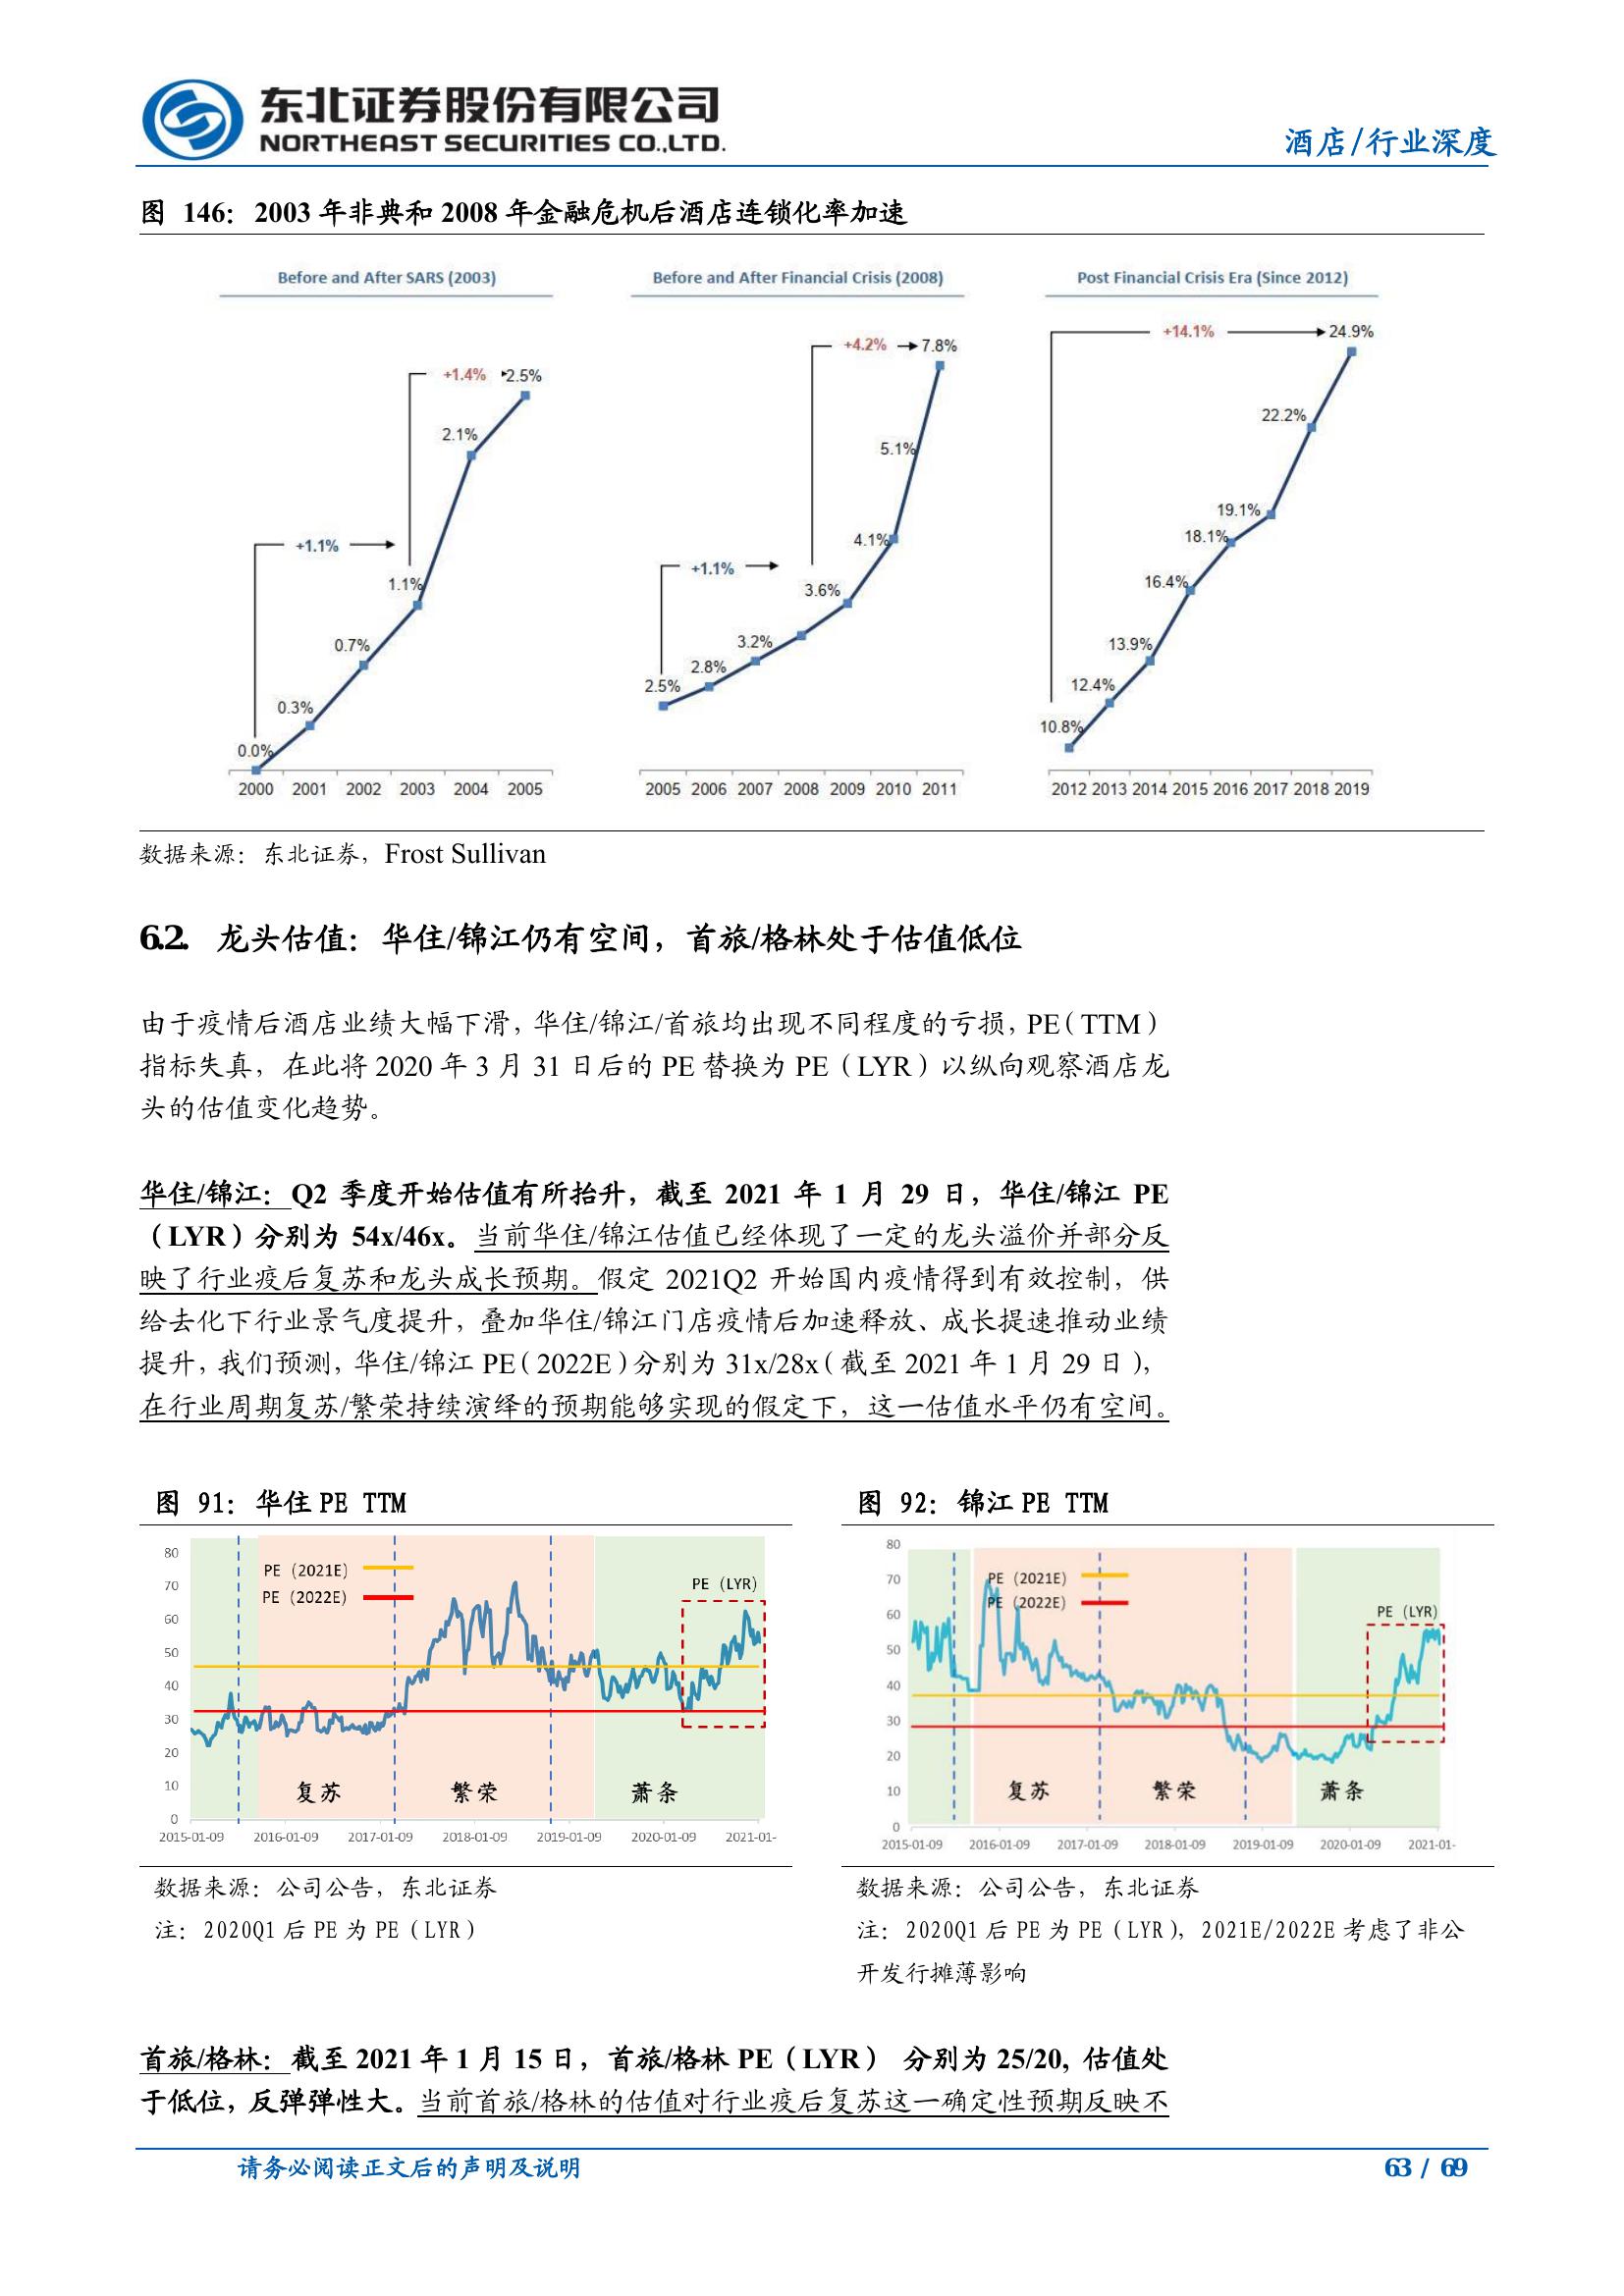 东北证券股份有限公司
NORTHEAST SECURITIES CO.,LTD.
酒店/行业深度
图 146：2003 年非典和 2008 年金融危机后酒店连锁化率加速
Before and After SARS (2003)
+1.4% 2.5%
2.1%
+1.1%
1.1%
0.7%
0.3%
0.0%
2000 2001 2002 2003 2004 2005
Before and After Financial Crisis (2008)
+4.2% 7.8%
5.1%
4.1%
+1.1%
3.6%
3.2%
2.8%
2.5%
2005 2006 2007 2008 2009 2010 2011
Post Financial Crisis Era (Since 2012)
+14.1% 24.9%
22.2%
19.1%
18.1%
16.4%
13.9%
12.4%
10.8%
2012 2013 2014 2015 2016 2017 2018 2019
数据来源：东北证券，Frost Sullivan
6.2. 龙头估值：华住/锦江仍有空间，首旅/格林处于估值低位
由于疫情后酒店业绩大幅下滑，华住/锦江/首旅均出现不同程度的亏损，PE（TTM）
指标失真，在此将 2020 年 3 月 31 日后的 PE 替换为 PE（LYR）以纵向观察酒店龙
头的估值变化趋势。
华住/锦江：Q2 季度开始估值有所抬升，截至 2021 年 1 月 29 日，华住/锦江 PE
（LYR）分别为 54x/46x。当前华住/锦江估值已经体现了一定的龙头溢价并部分反
映了行业疫后复苏和龙头成长预期。假定 2021Q2 开始国内疫情得到有效控制，供
给去化下行业景气度提升，叠加华住/锦江门店疫情后加速释放、成长提速推动业绩
提升，我们预测，华住/锦江 PE（2022E）分别为 31x/28x（截至 2021 年 1 月 29 日），
在行业周期复苏/繁荣持续演绎的预期能够实现的假定下，这一估值水平仍有空间。
图 91：华住 PE TTM
80
70
60
50
40
30
20
10
0
PE（2021E）
PE（2022E）
PE（LYR）
复苏 繁荣 萧条
2015-01-09 2016-01-09 2017-01-09 2018-01-09 2019-01-09 2020-01-09 2021-01-
数据来源：公司公告，东北证券
注：2020Q1 后 PE 为 PE（LYR）
图 92：锦江 PE TTM
80
70
60
50
40
30
20
10
0
PE（2021E）
PE（2022E）
PE（LYR）
复苏 繁荣 萧条
2015-01-09 2016-01-09 2017-01-09 2018-01-09 2019-01-09 2020-01-09 2021-01-
数据来源：公司公告，东北证券
注：2020Q1 后 PE 为 PE（LYR），2021E/2022E 考虑了非公
开发行摊薄影响
首旅/格林：截至 2021 年 1 月 15 日，首旅/格林 PE（LYR） 分别为 25/20, 估值处
于低位，反弹弹性大。当前首旅/格林的估值对行业疫后复苏这一确定性预期反映不
请务必阅读正文后的声明及说明
63 / 69